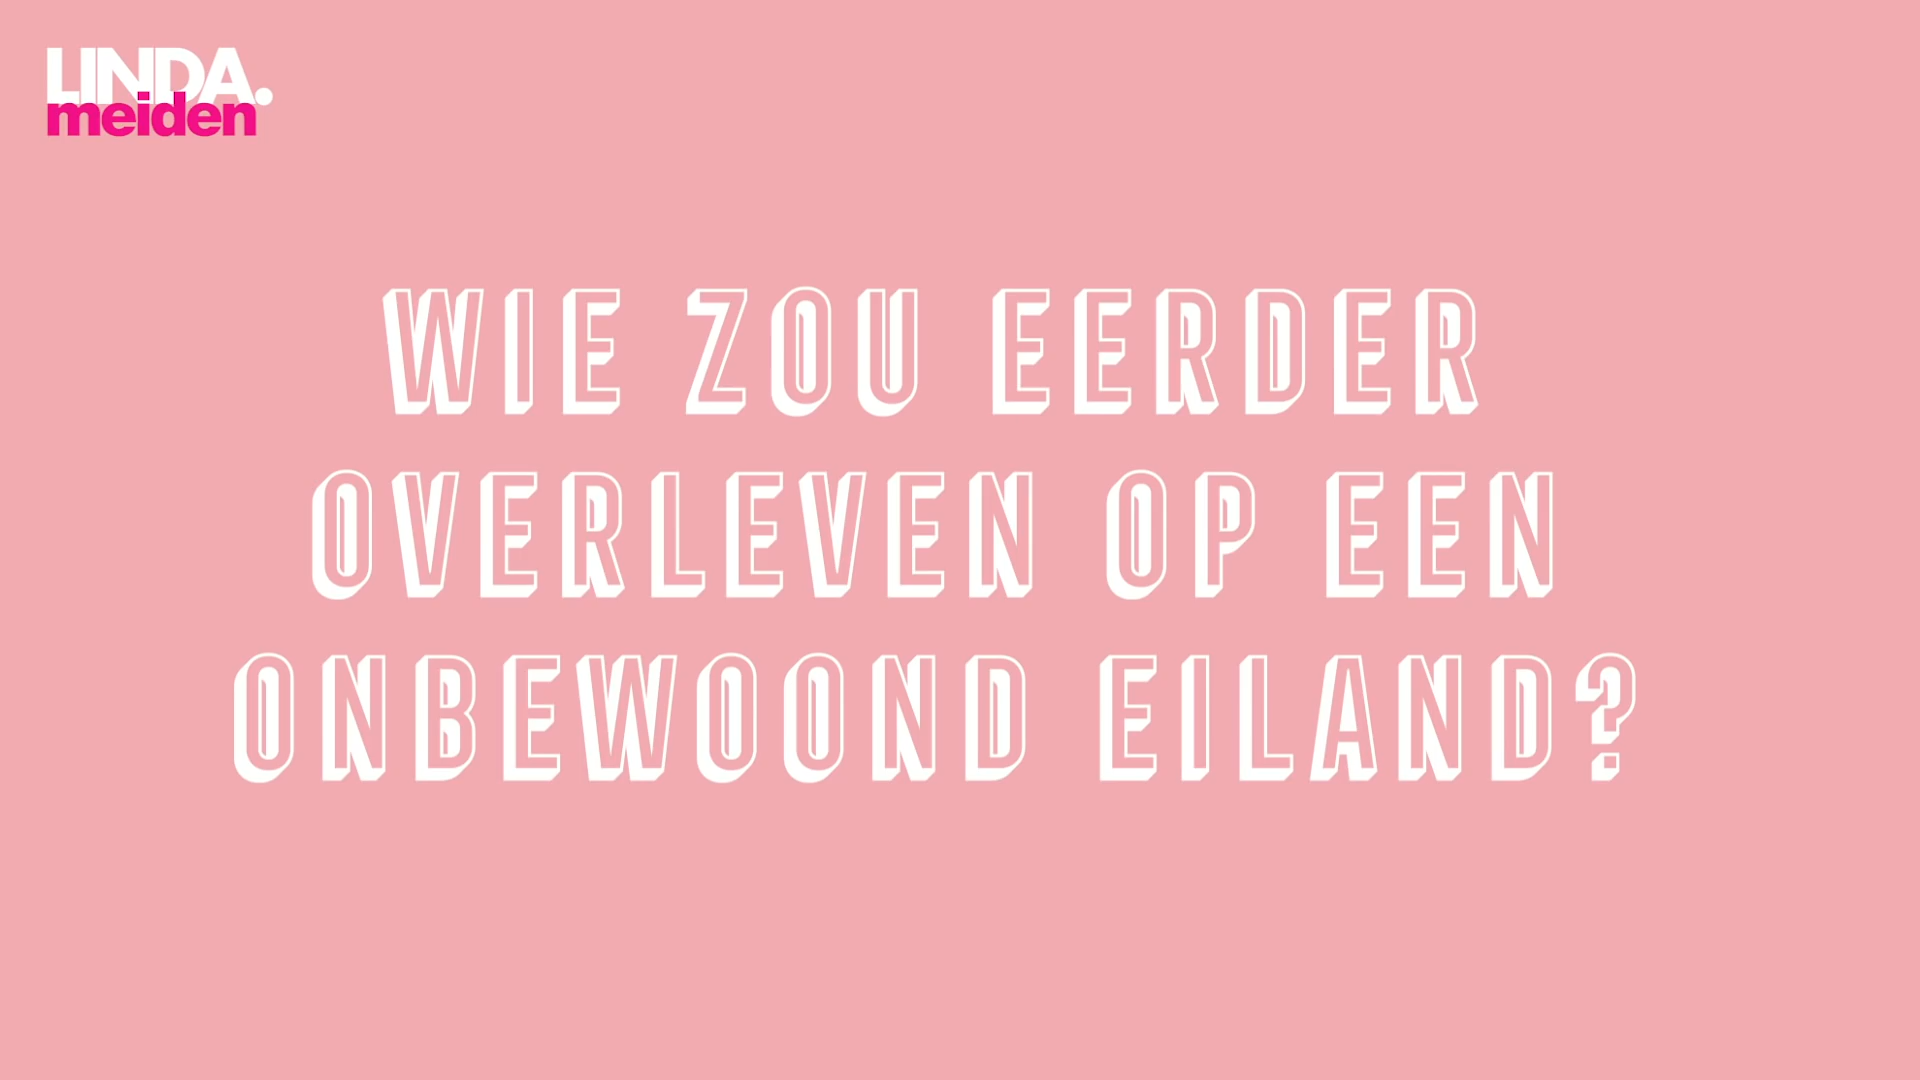 LINDA.
meiden
WIE ZOU EERDER
OVERLEVEN OP EEN
ONBEWOOND EILAND?